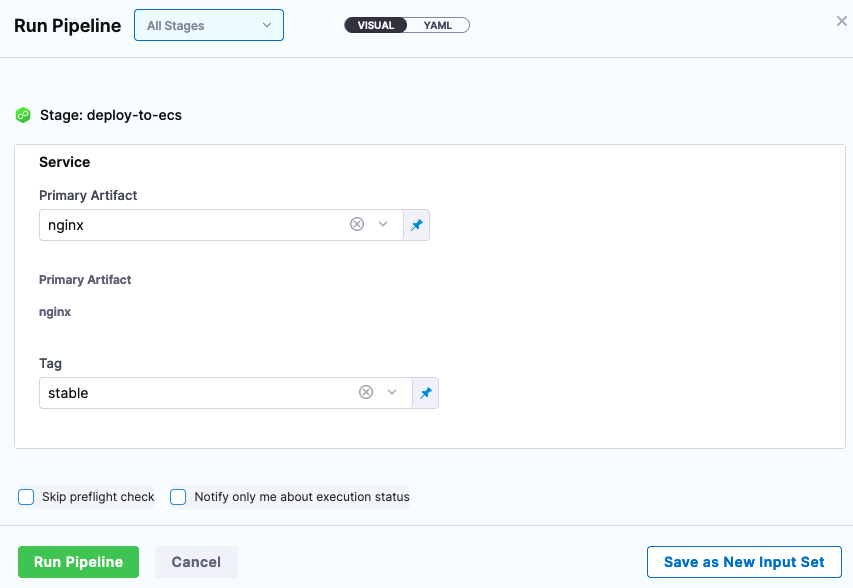 Run Pipeline
All Stages
VISUAL
YAML
Stage: deploy-to-ecs
Service
Primary Artifact
nginx
Primary Artifact
nginx
Tag
stable
Skip preflight check
Notify only me about execution status
Run Pipeline
Cancel
Save as New Input Set